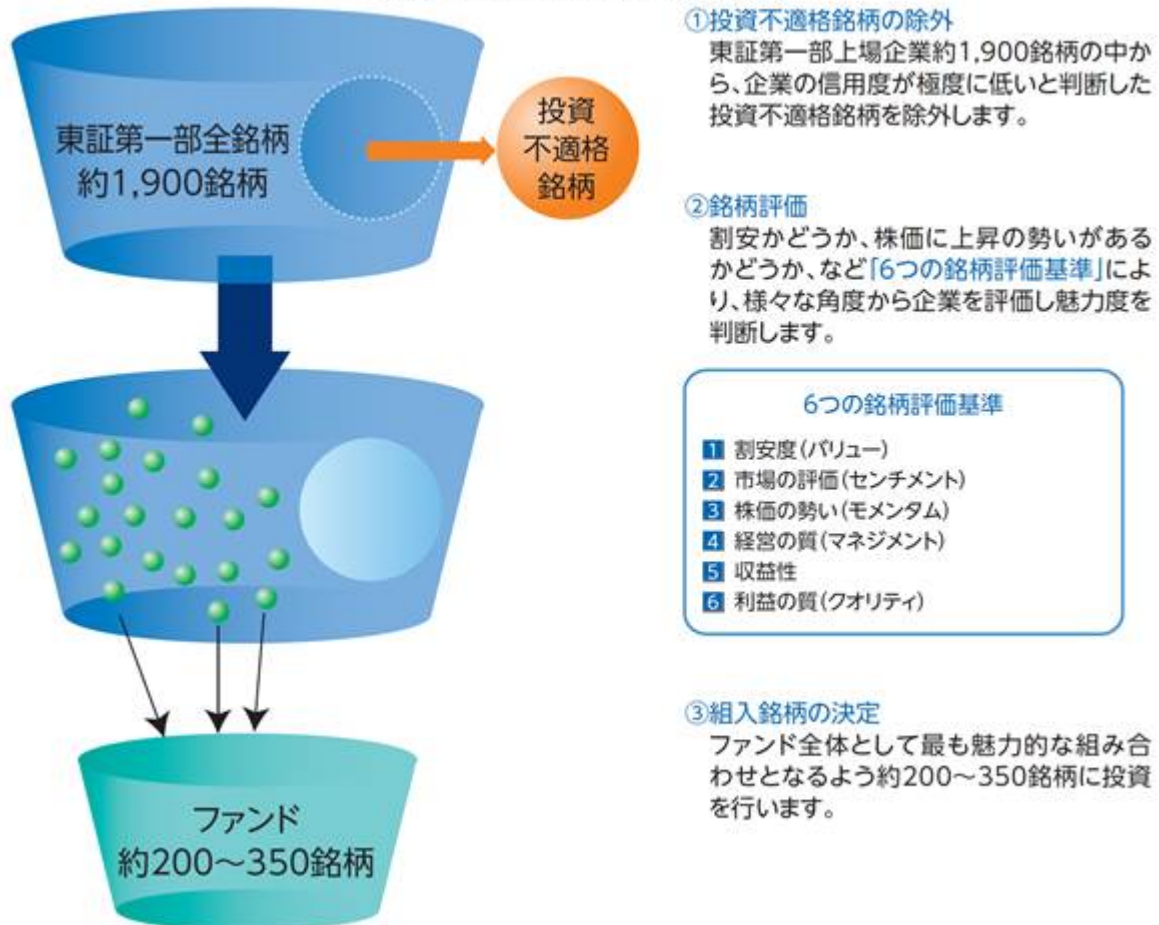 東証第一部全銘柄
約1,900銘柄
投資
不適格
銘柄
ファンド
約200〜350銘柄
①投資不適格銘柄の除外
東証第一部上場企業約1,900銘柄の中か
ら、企業の信用度が極度に低いと判断した
投資不適格銘柄を除外します。
②銘柄評価
割安かどうか、株価に上昇の勢いがある
かどうか、など「6つの銘柄評価基準」によ
り、様々な角度から企業を評価し魅力度を
判断します。
6つの銘柄評価基準
1 割安度(バリュー)
2 市場の評価(センチメント)
3 株価の勢い(モメンタム)
4 経営の質(マネジメント)
5 収益性
6 利益の質(クオリティ)
③組入銘柄の決定
ファンド全体として最も魅力的な組み合
わせとなるよう約200〜350銘柄に投資
を行います。